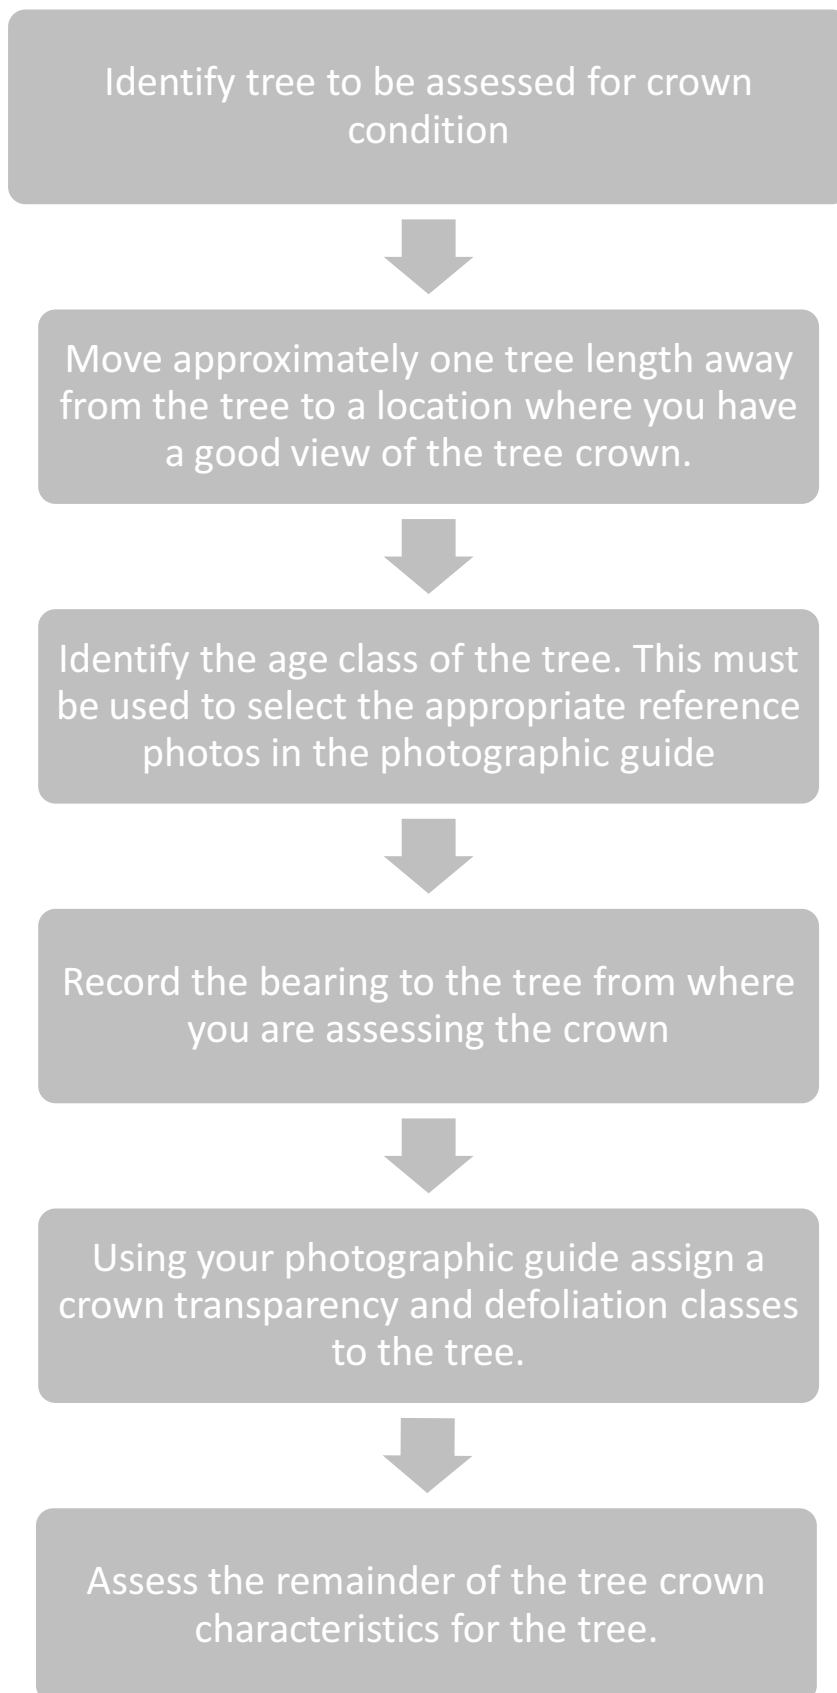 Identify tree to be assessed for crown
condition
Move approximately one tree length away
from the tree to a location where you have
a good view of the tree crown.
Identify the age class of the tree. This must
be used to select the appropriate reference
photos in the photographic guide
Record the bearing to the tree from where
you are assessing the crown
Using your photographic guide assign a
crown transparency and defoliation classes
to the tree.
Assess the remainder of the tree crown
characteristics for the tree.